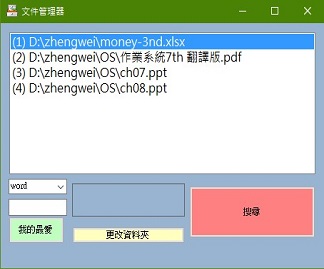 文件管理器
(1) D:\zhengwei\money-3nd.xlsx
(2) D:\zhengwei\OS\作業系統7th 翻譯版.pdf
(3) D:\zhengwei\OS\ch07.ppt
(4) D:\zhengwei\OS\ch08.ppt
word
搜尋
我的最愛
更改資料夾